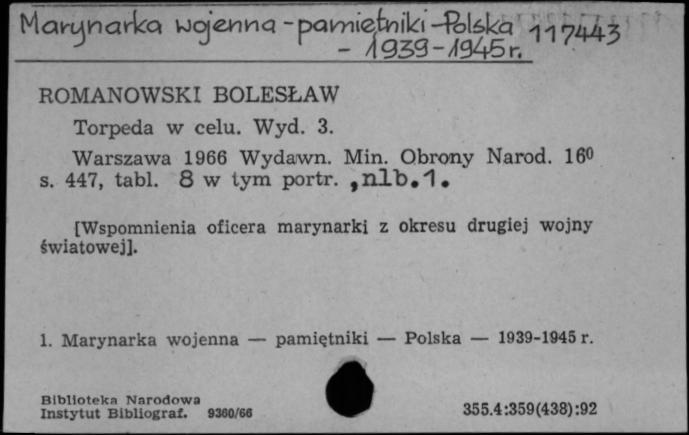 Marynarka wojenna - pamiętniki - Polska 117443
- 1939-1945 r.
ROMANOWSKI BOLESŁAW
Torpeda w celu. Wyd. 3.
Warszawa 1966 Wydawn. Min. Obrony Narod. 16⁰
s. 447, tabl. 8 w tym portr. , nlb. 1.
[Wspomnienia oficera marynarki z okresu drugiej wojny
światowej].
1. Marynarka wojenna — pamiętniki — Polska — 1939-1945 r.
Biblioteka Narodowa
Instytut Bibliograf. 9360/66 355.4:359(438):92